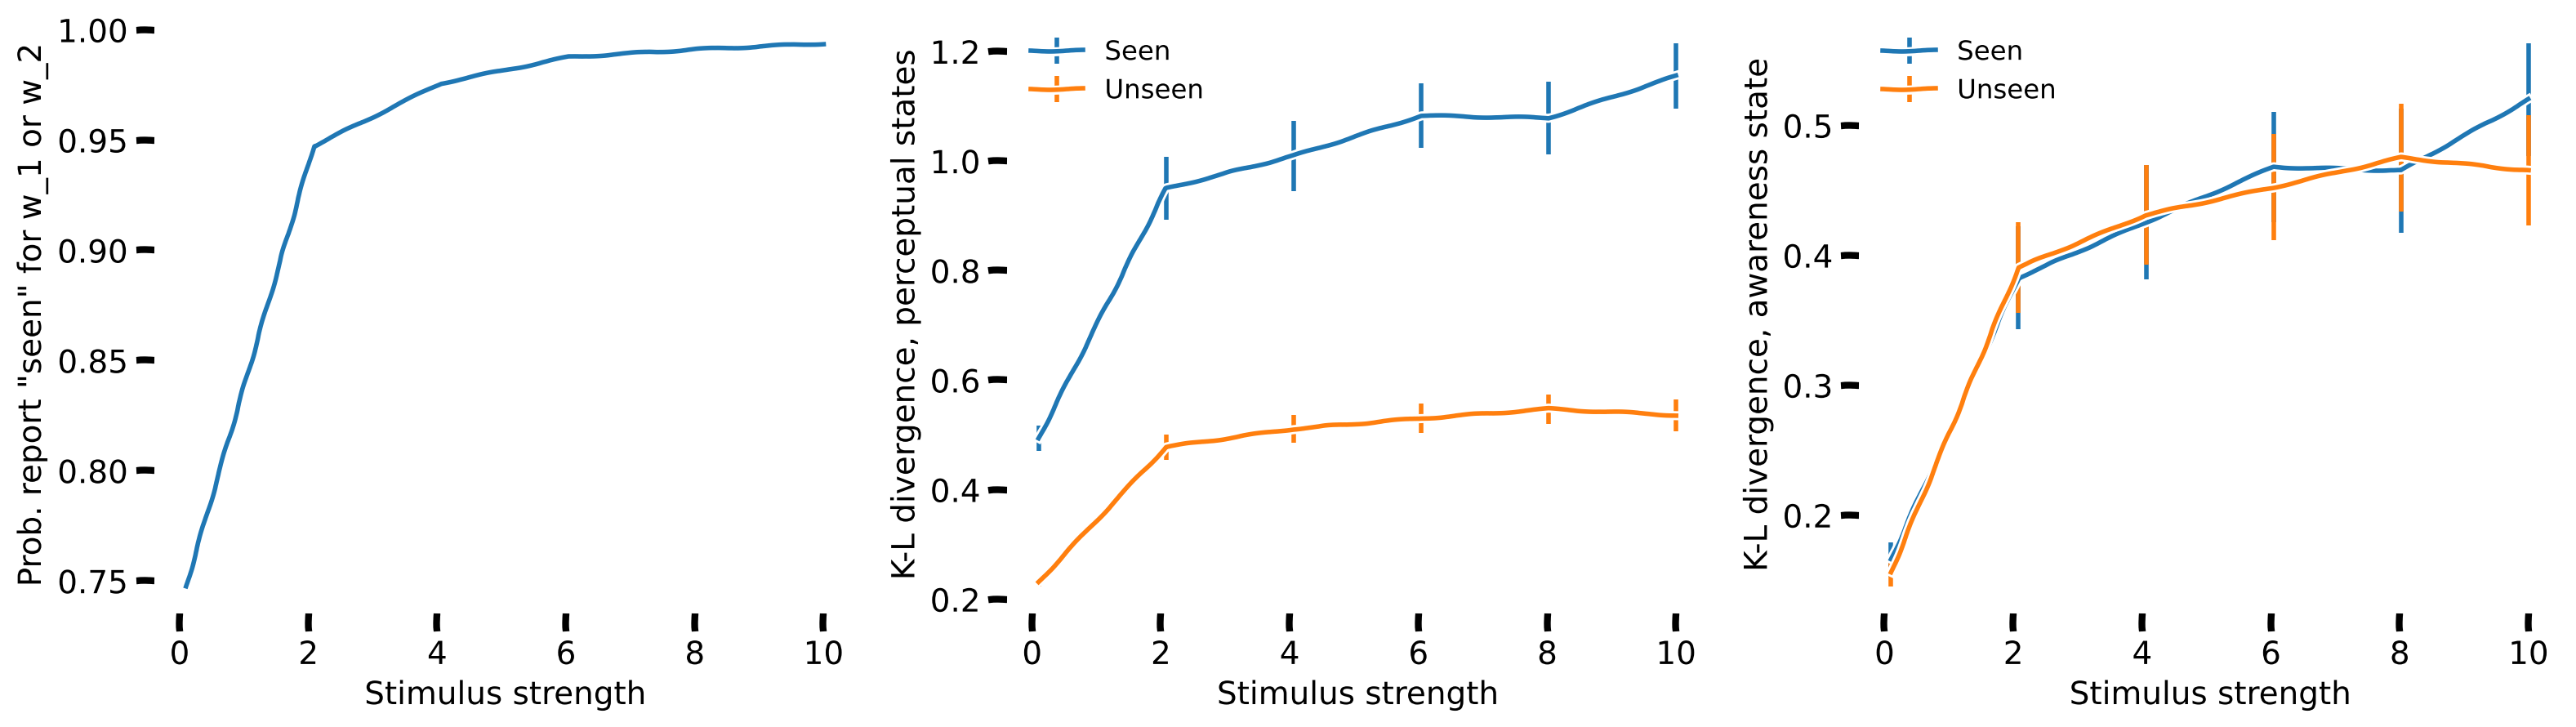 Prob. report "seen" for w_1 or w_2
1.00
0.95
0.90
0.85
0.80
0.75
0 2 4 6 8 10
Stimulus strength
K-L divergence, perceptual states
Seen
Unseen
1.2
1.0
0.8
0.6
0.4
0.2
0 2 4 6 8 10
Stimulus strength
K-L divergence, awareness state
Seen
Unseen
0.5
0.4
0.3
0.2
0 2 4 6 8 10
Stimulus strength